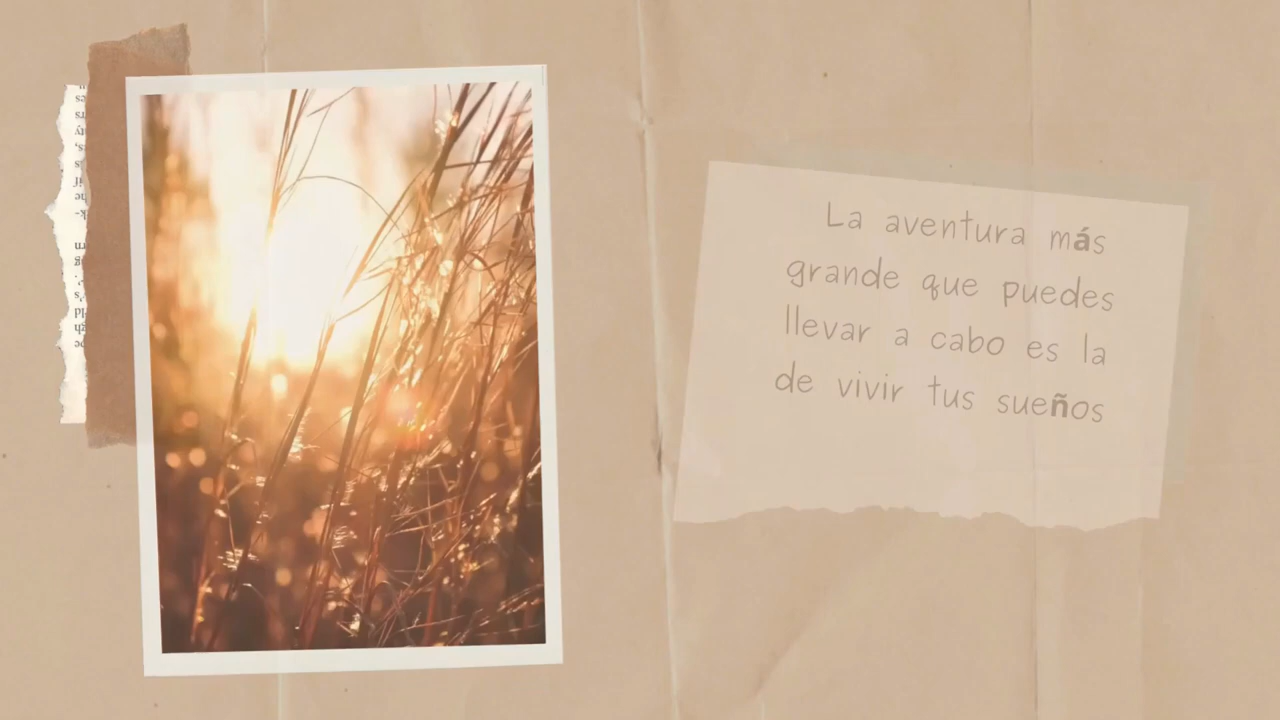 La aventura más
grande que puedes
llevar a cabo es la
de vivir tus sueños